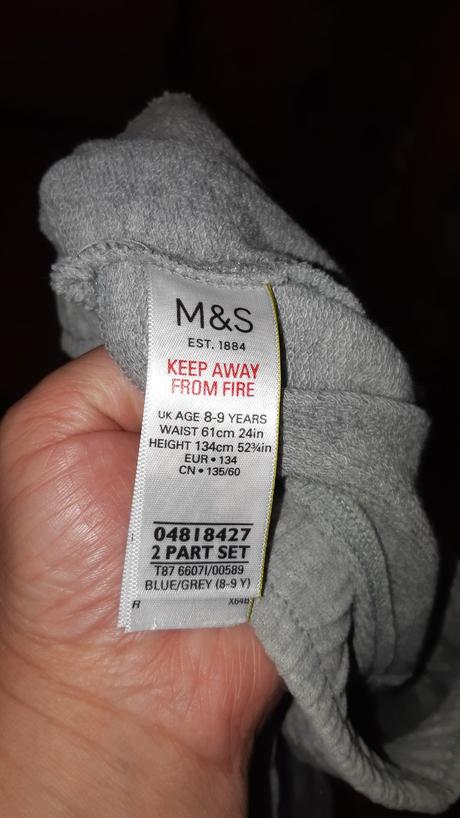 M&S
EST. 1884
KEEP AWAY
FROM FIRE
UK AGE 8-9 YEARS
WAIST 61cm 24in
HEIGHT 134cm 52¾in
EUR • 134
CN • 135/60
04818427
2 PART SET
T87 6607I/00589
BLUE/GREY (8-9 Y)
R X64B